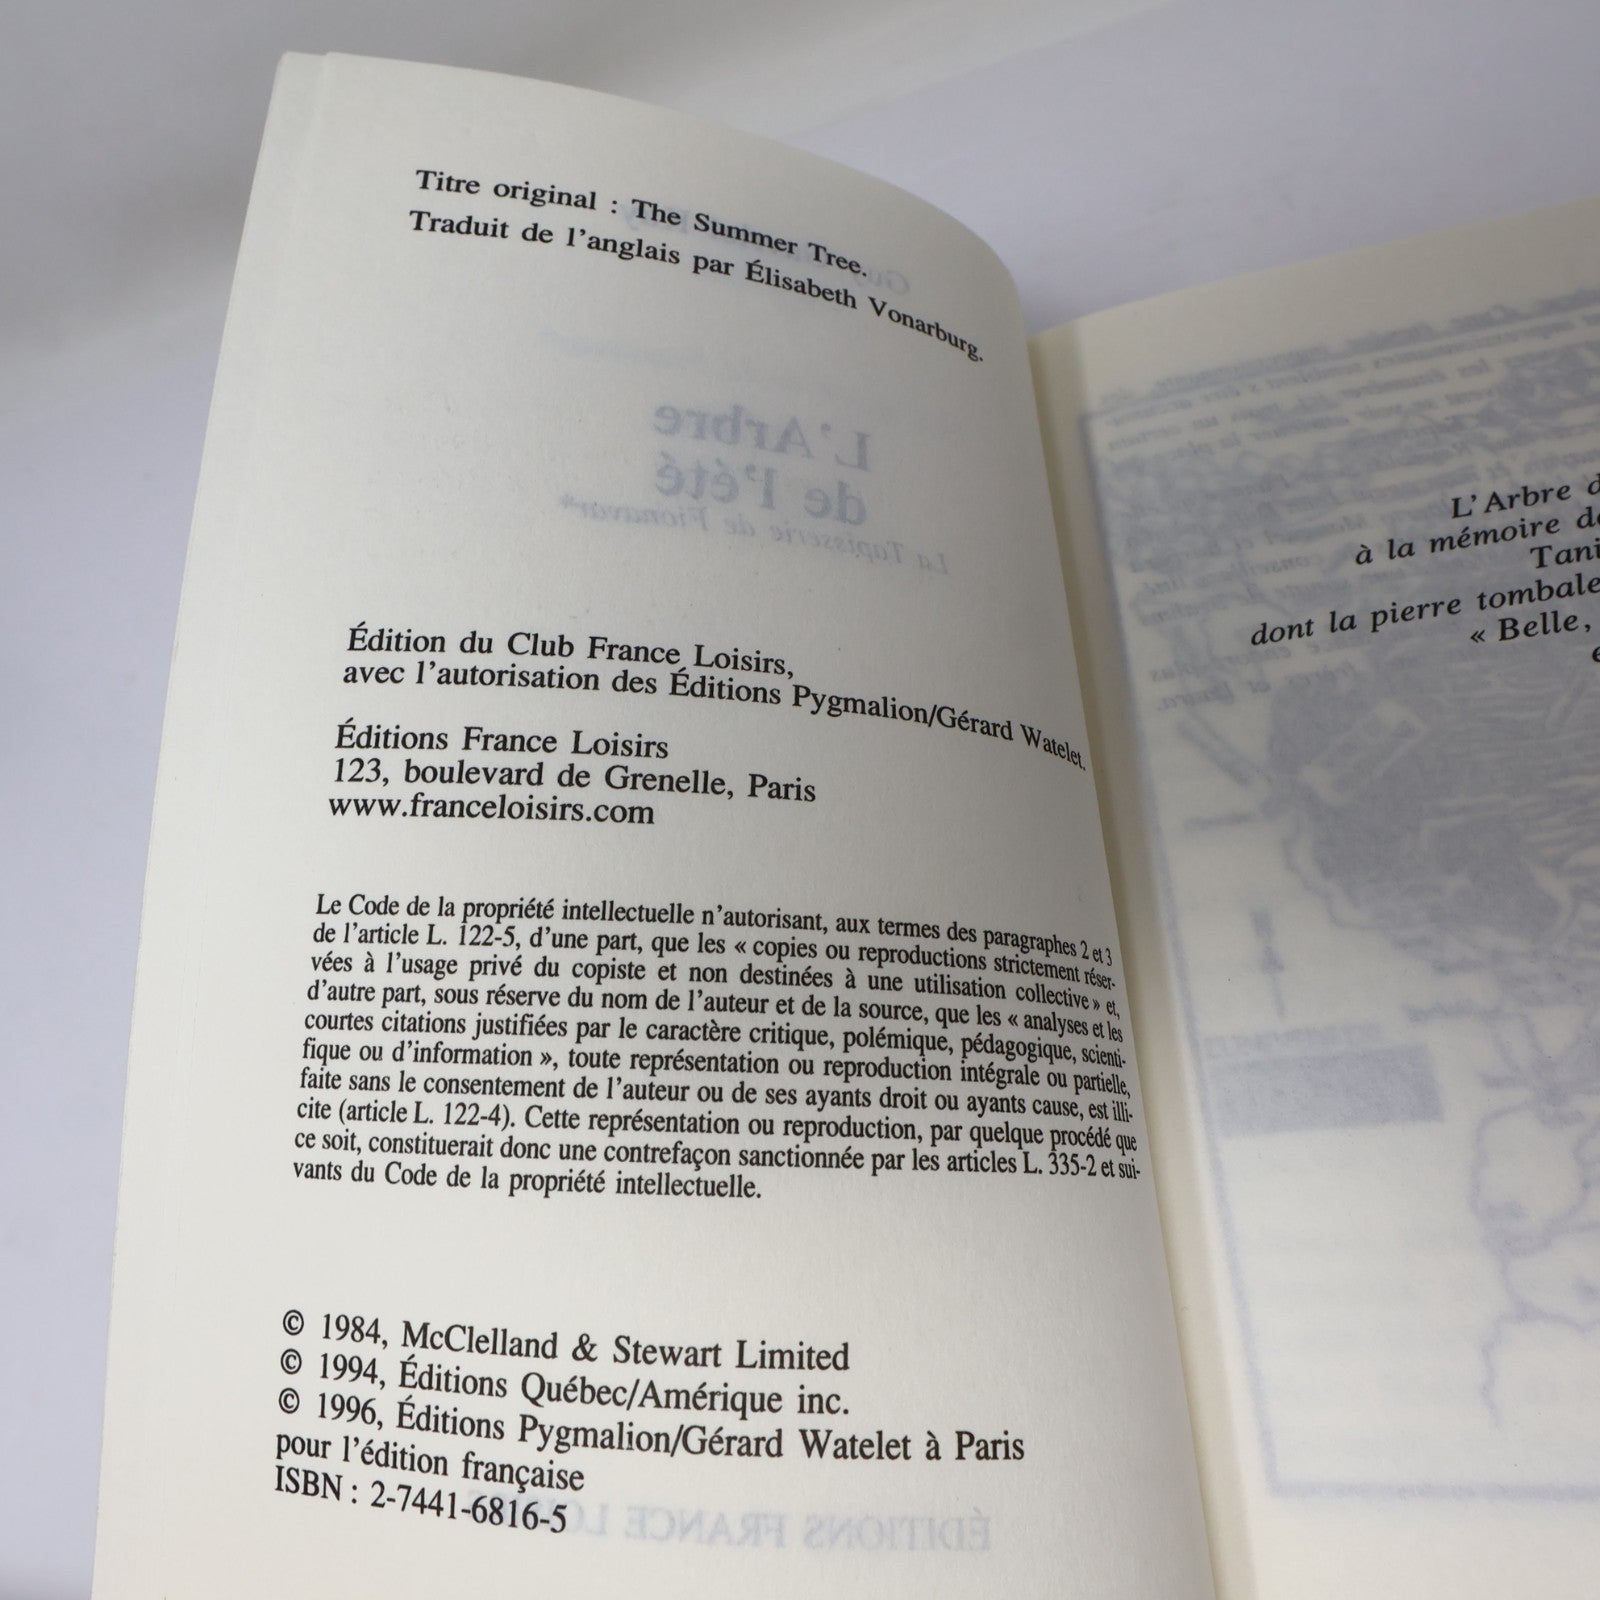 Titre original : The Summer Tree.
Traduit de l'anglais par Élisabeth Vonarburg.
L'Arbre
de l'été
La Tapisserie de Fionavar*
Édition du Club France Loisirs,
avec l'autorisation des Éditions Pygmalion/Gérard Watelet.
Éditions France Loisirs
123, boulevard de Grenelle, Paris
www.franceloisirs.com
Le Code de la propriété intellectuelle n'autorisant, aux termes des paragraphes 2 et 3
de l'article L. 122-5, d'une part, que les « copies ou reproductions strictement réser-
vées à l'usage privé du copiste et non destinées à une utilisation collective » et,
d'autre part, sous réserve du nom de l'auteur et de la source, que les « analyses et les
courtes citations justifiées par le caractère critique, polémique, pédagogique, scienti-
fique ou d'information », toute représentation ou reproduction intégrale ou partielle,
faite sans le consentement de l'auteur ou de ses ayants droit ou ayants cause, est illi-
cite (article L. 122-4). Cette représentation ou reproduction, par quelque procédé que
ce soit, constituerait donc une contrefaçon sanctionnée par les articles L. 335-2 et sui-
vants du Code de la propriété intellectuelle.
© 1984, McClelland & Stewart Limited
© 1994, Éditions Québec/Amérique inc.
© 1996, Éditions Pygmalion/Gérard Watelet à Paris
pour l'édition française
ISBN : 2-7441-6816-5
ÉDITIONS FRANCE
L'Arbre
à la mémoire
dont la pierre tombale
« Belle,